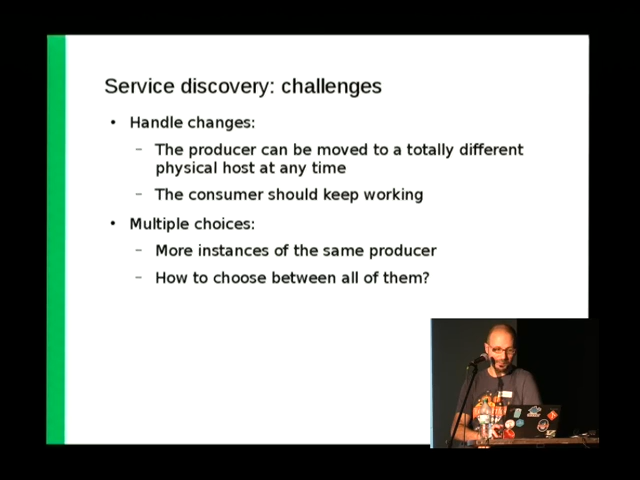 Service discovery: challenges
• Handle changes:
– The producer can be moved to a totally different
physical host at any time
– The consumer should keep working
• Multiple choices:
– More instances of the same producer
– How to choose between all of them?